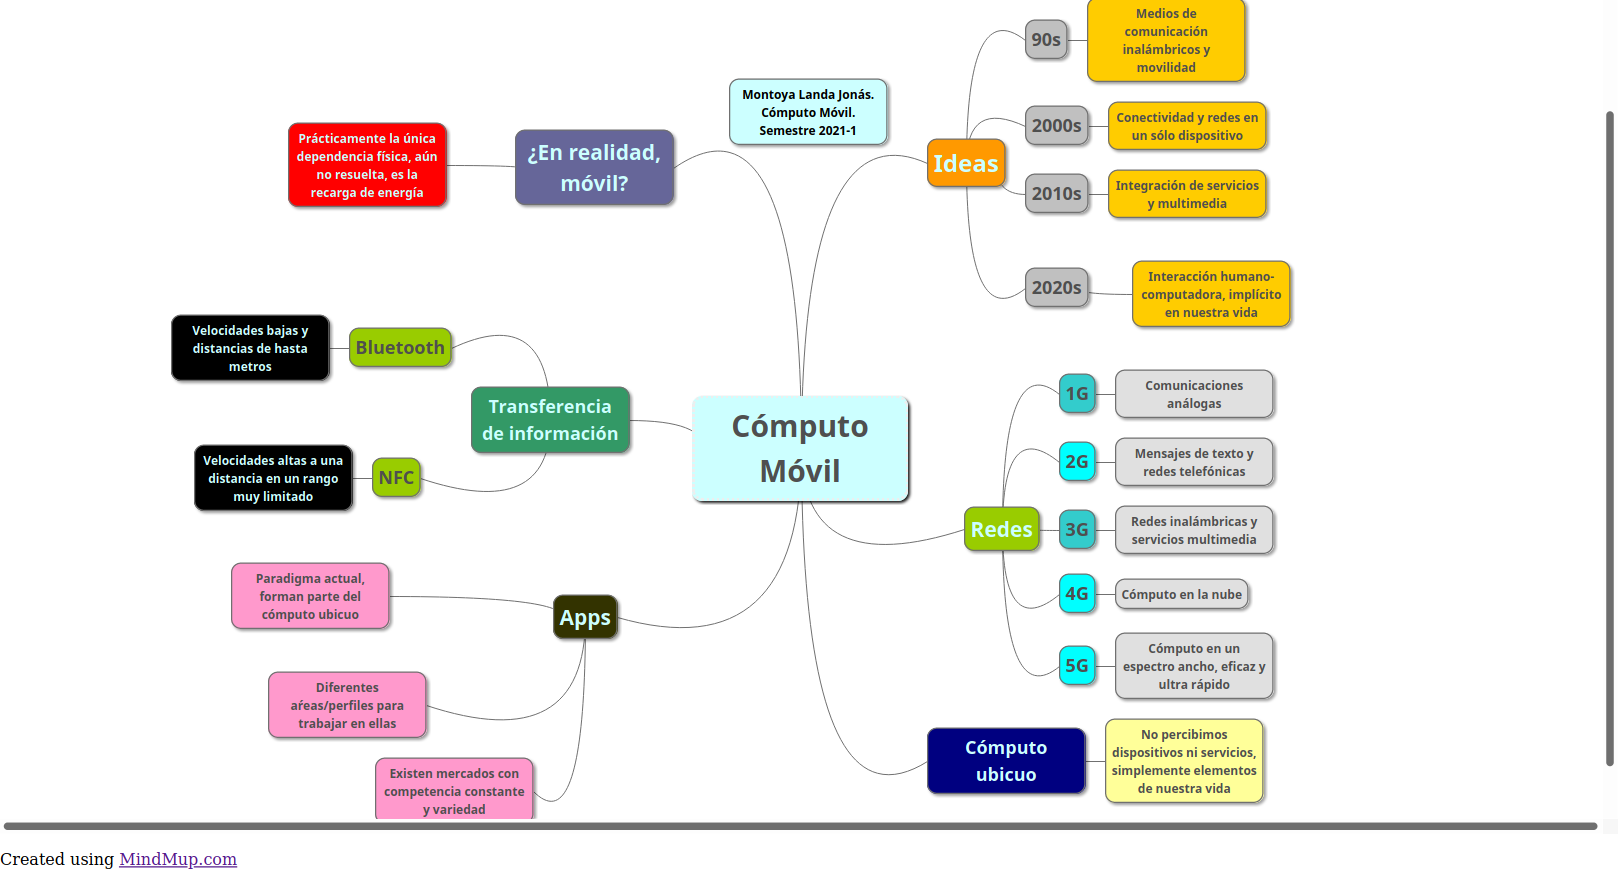 Montoya Landa Jonás.
Cómputo Móvil.
Semestre 2021-1
Cómputo
Móvil
Ideas
90s
Medios de
comunicación
inalámbricos y
movilidad
2000s
Conectividad y redes en
un sólo dispositivo
2010s
Integración de servicios
y multimedia
2020s
Interacción humano-
computadora, implícito
en nuestra vida
Redes
1G
Comunicaciones
análogas
2G
Mensajes de texto y
redes telefónicas
3G
Redes inalámbricas y
servicios multimedia
4G
Cómputo en la nube
5G
Cómputo en un
espectro ancho, eficaz y
ultra rápido
Cómputo
ubicuo
No percibimos
dispositivos ni servicios,
simplemente elementos
de nuestra vida
¿En realidad,
móvil?
Prácticamente la única
dependencia física, aún
no resuelta, es la
recarga de energía
Transferencia
de información
Bluetooth
Velocidades bajas y
distancias de hasta
metros
NFC
Velocidades altas a una
distancia en un rango
muy limitado
Apps
Paradigma actual,
forman parte del
cómputo ubicuo
Diferentes
aŕeas/perfiles para
trabajar en ellas
Existen mercados con
competencia constante
y variedad
Created using MindMup.com